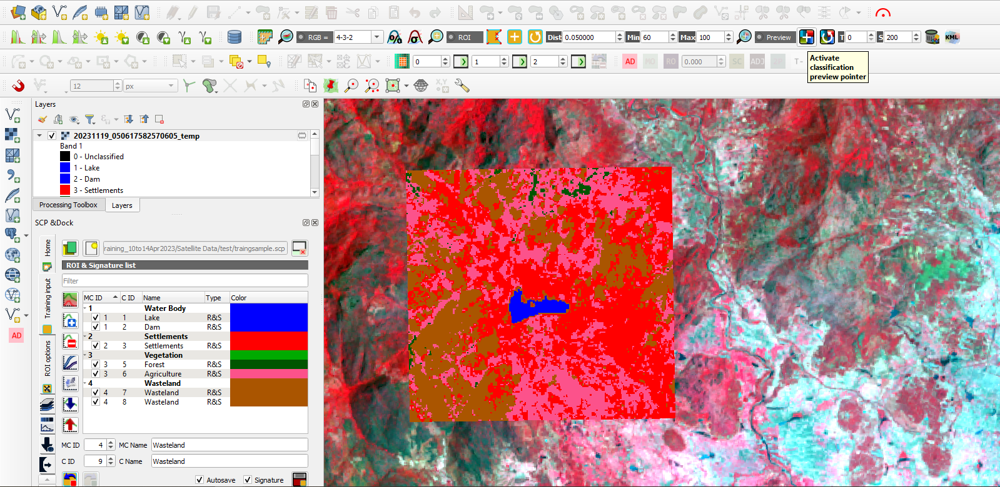 RGB =
4-3-2
ROI
Dist 0.050000
Min 60
Max 100
Preview
T 0
S 200
KML
0
1
2
AD
MO
RO
0.000
SC
ADJ
T-
Activate
classification
preview pointer
12
px
X,Y
Layers
20231119_050617582570605_temp
Band 1
0 - Unclassified
1 - Lake
2 - Dam
3 - Settlements
Processing Toolbox
Layers
SCP &Dock
Home
Training input
ROI options
AD
raining_10to14Apr2023/Satellite Data/test/traingsample.scp
ROI & Signature list
Filter
MC ID C ID Name Type Color
1 Water Body
1 1 Lake R&S
1 2 Dam R&S
2 Settlements
2 3 Settlements R&S
3 Vegetation
3 5 Forest R&S
3 6 Agriculture R&S
4 Wasteland
4 7 Wasteland R&S
4 8 Wasteland R&S
MC ID 4 MC Name Wasteland
C ID 9 C Name Wasteland
Autosave Signature